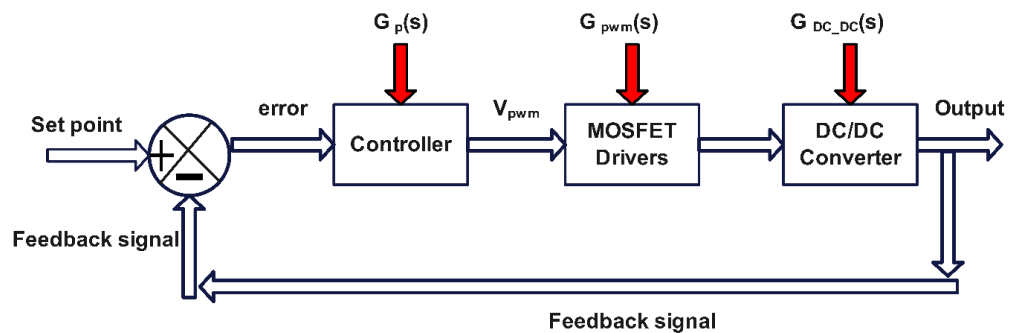 G p(s)
G pwm(s)
G DC_DC(s)
Set point
error
Controller
Vpwm
MOSFET
Drivers
DC/DC
Converter
Output
+
−
Feedback signal
Feedback signal